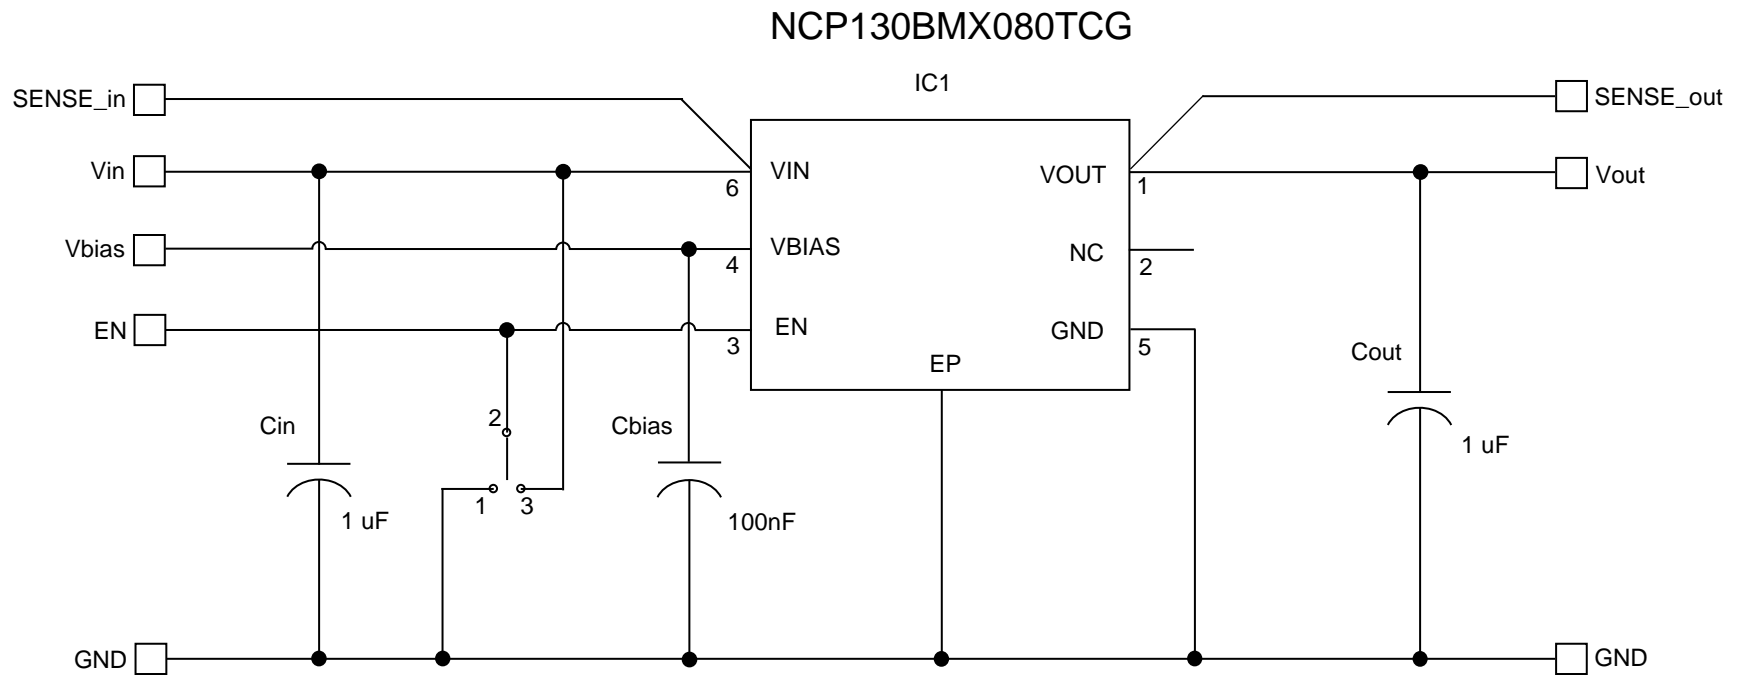 NCP130BMX080TCG
IC1
SENSE_in
SENSE_out
Vin
VIN
6
VOUT
1
Vout
Vbias
VBIAS
4
NC
2
EN
EN
3
GND
5
EP
Cout
1 uF
Cin
1 uF
2
1
3
Cbias
100nF
GND
GND